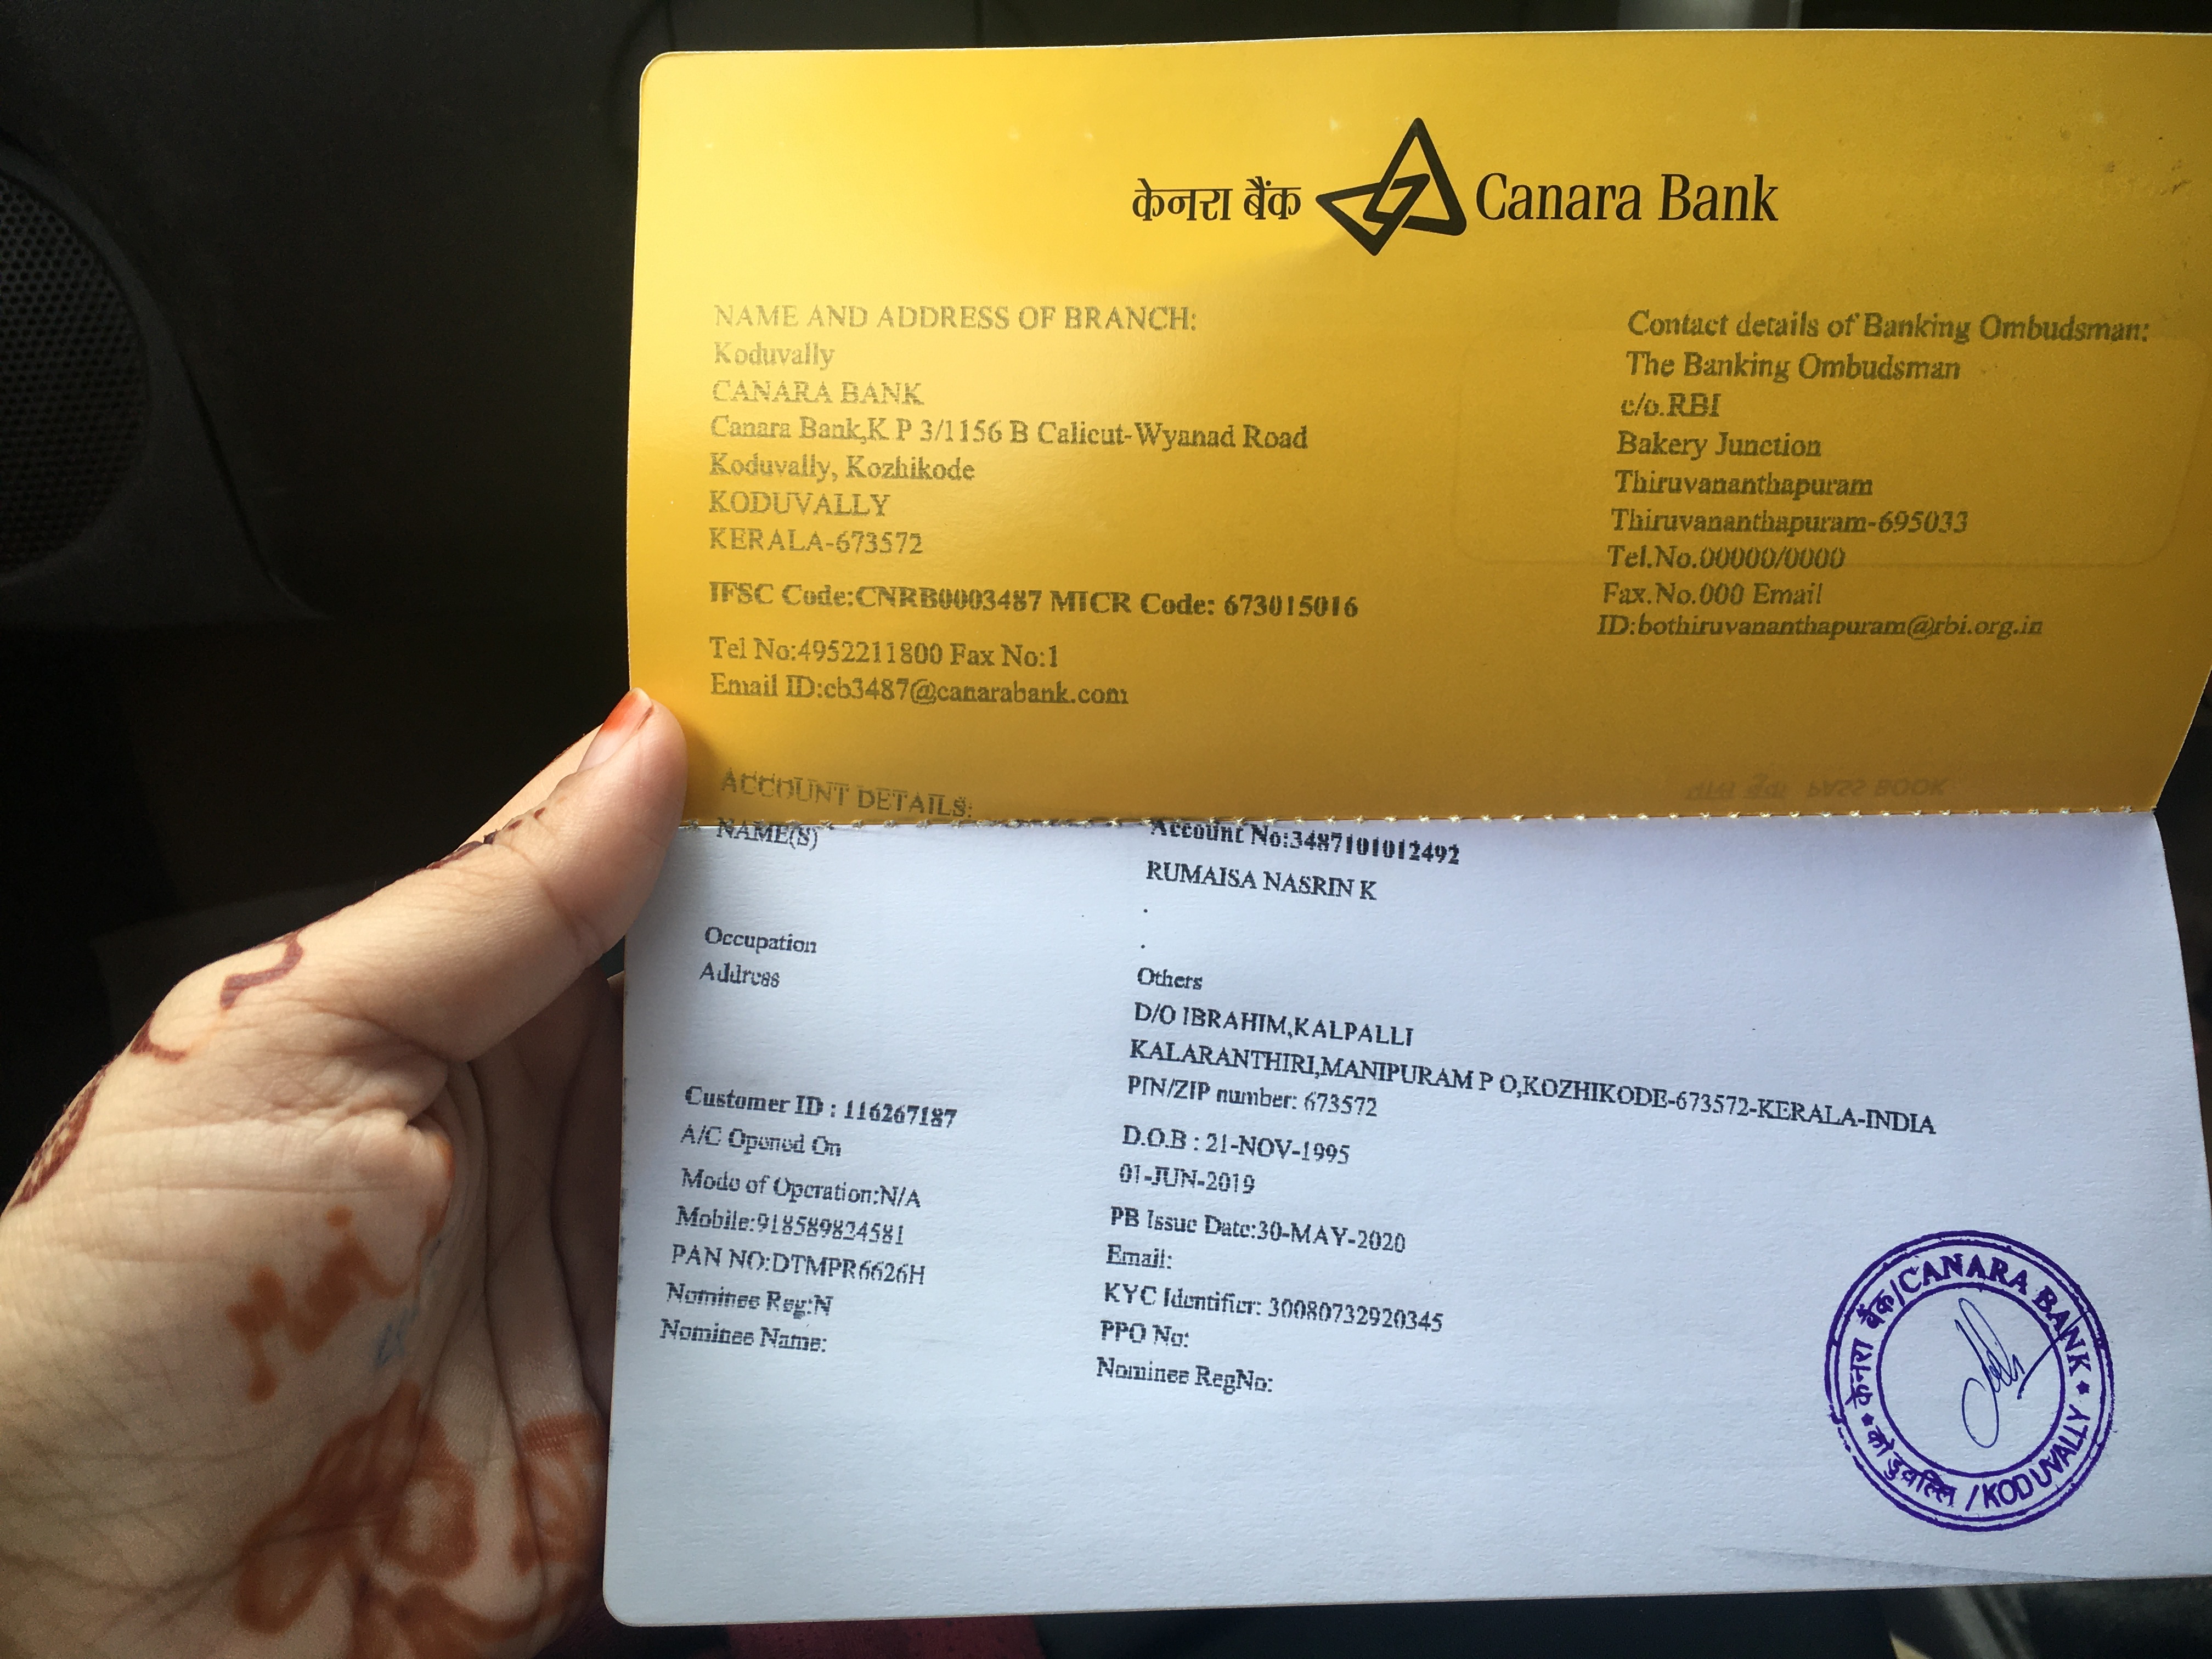 केनरा बैंक Canara Bank
NAME AND ADDRESS OF BRANCH:
Koduvally
CANARA BANK
Canara Bank,K P 3/1156 B Calicut-Wyanad Road
Koduvally, Kozhikode
KODUVALLY
KERALA-673572
IFSC Code:CNRB0003487 MICR Code: 673015016
Tel No:4952211800 Fax No:1
Email ID:cb3487@canarabank.com
Contact details of Banking Ombudsman:
The Banking Ombudsman
c/o.RBI
Bakery Junction
Thiruvananthapuram
Thiruvananthapuram-695033
Tel.No.00000/0000
Fax.No.000 Email
ID:bothiruvananthapuram@rbi.org.in
PASS BOOK
ACCOUNT DETAILS:
Account No:3487101012492
NAME(S) RUMAISA NASRIN K
.
.
Occupation Others
Address D/O IBRAHIM,KALPALLI
KALARANTHIRI,MANIPURAM P O,KOZHIKODE-673572-KERALA-INDIA
PIN/ZIP number: 673572
Customer ID : 116267187 D.O.B : 21-NOV-1995
A/C Opened On 01-JUN-2019
Mode of Operation:N/A PB Issue Date:30-MAY-2020
Mobile:918589824581 Email:
PAN NO:DTMPR6626H KYC Identifier: 30080732920345
Nominee Reg:N PPO No:
Nominee Name: Nominee RegNo:
केनरा बैंक/CANARA BANK
कोडुवल्लि /KODUVALLY